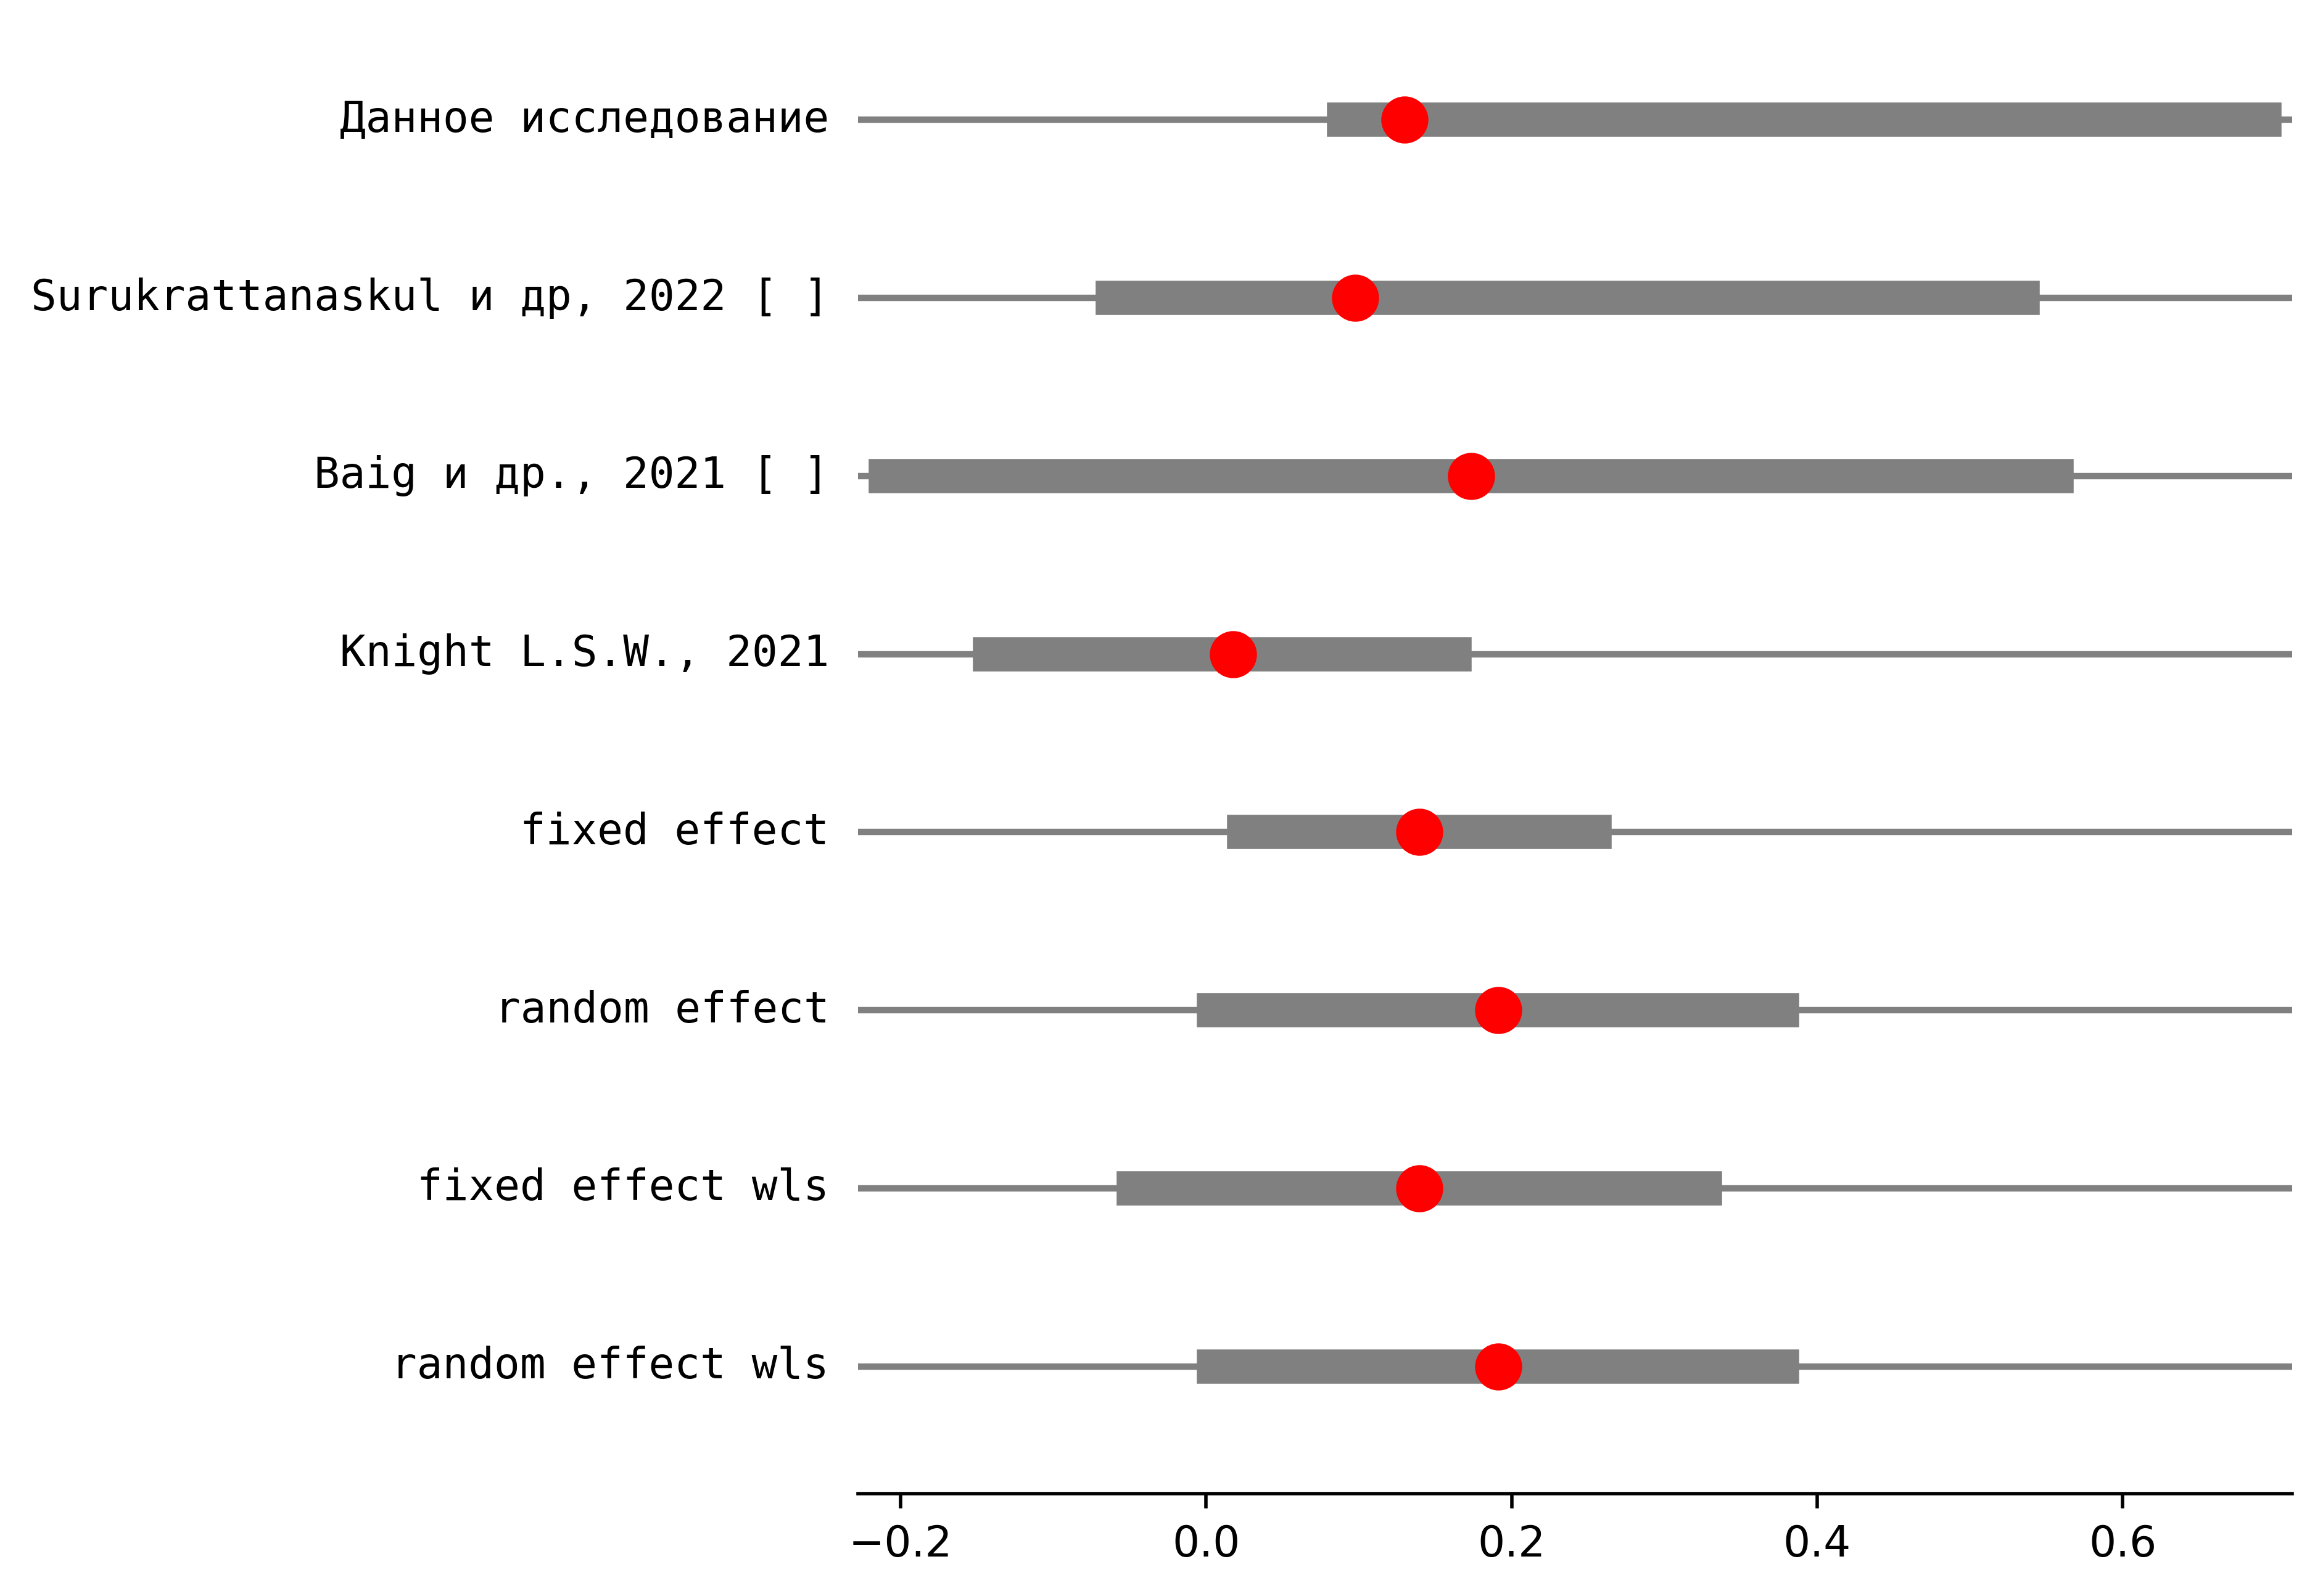 Данное исследование
Surukrattanaskul и др, 2022 [ ]
Baig и др., 2021 [ ]
Knight L.S.W., 2021
fixed effect
random effect
fixed effect wls
random effect wls
−0.2 0.0 0.2 0.4 0.6